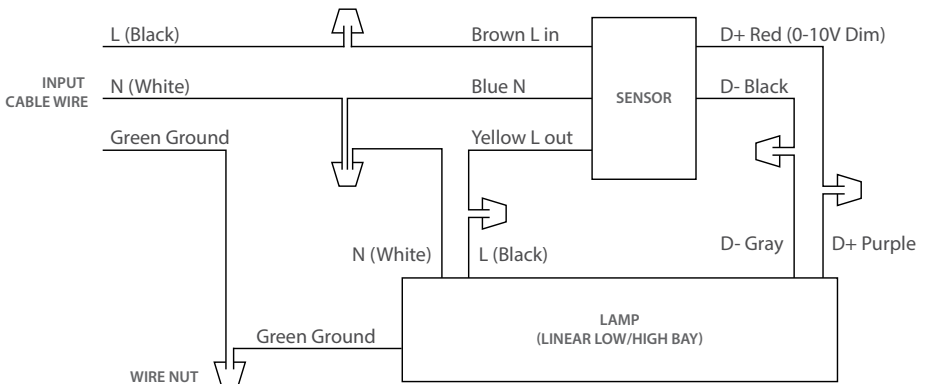 L (Black)
Brown L in
D+ Red (0-10V Dim)
INPUT
CABLE WIRE
N (White)
Blue N
SENSOR
D- Black
Green Ground
Yellow L out
N (White)
L (Black)
D- Gray
D+ Purple
LAMP
(LINEAR LOW/HIGH BAY)
Green Ground
WIRE NUT